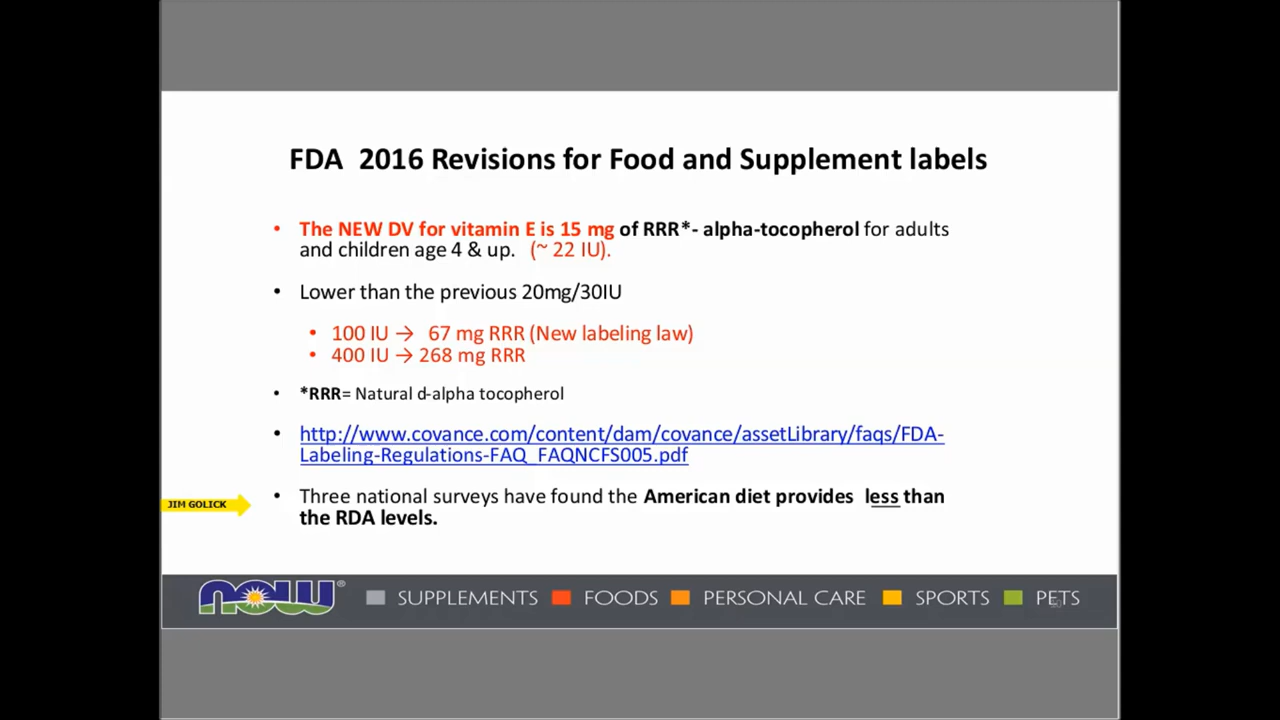 FDA  2016 Revisions for Food and Supplement labels
• The NEW DV for vitamin E is 15 mg of RRR*- alpha-tocopherol for adults
and children age 4 & up.   (~ 22 IU).
• Lower than the previous 20mg/30IU
• 100 IU →  67 mg RRR (New labeling law)
• 400 IU → 268 mg RRR
• *RRR= Natural d-alpha tocopherol
• http://www.covance.com/content/dam/covance/assetLibrary/faqs/FDA-
Labeling-Regulations-FAQ_FAQNCFS005.pdf
JIM GOLICK
• Three national surveys have found the American diet provides  less than
the RDA levels.
NOW® SUPPLEMENTS FOODS PERSONAL CARE SPORTS PETS